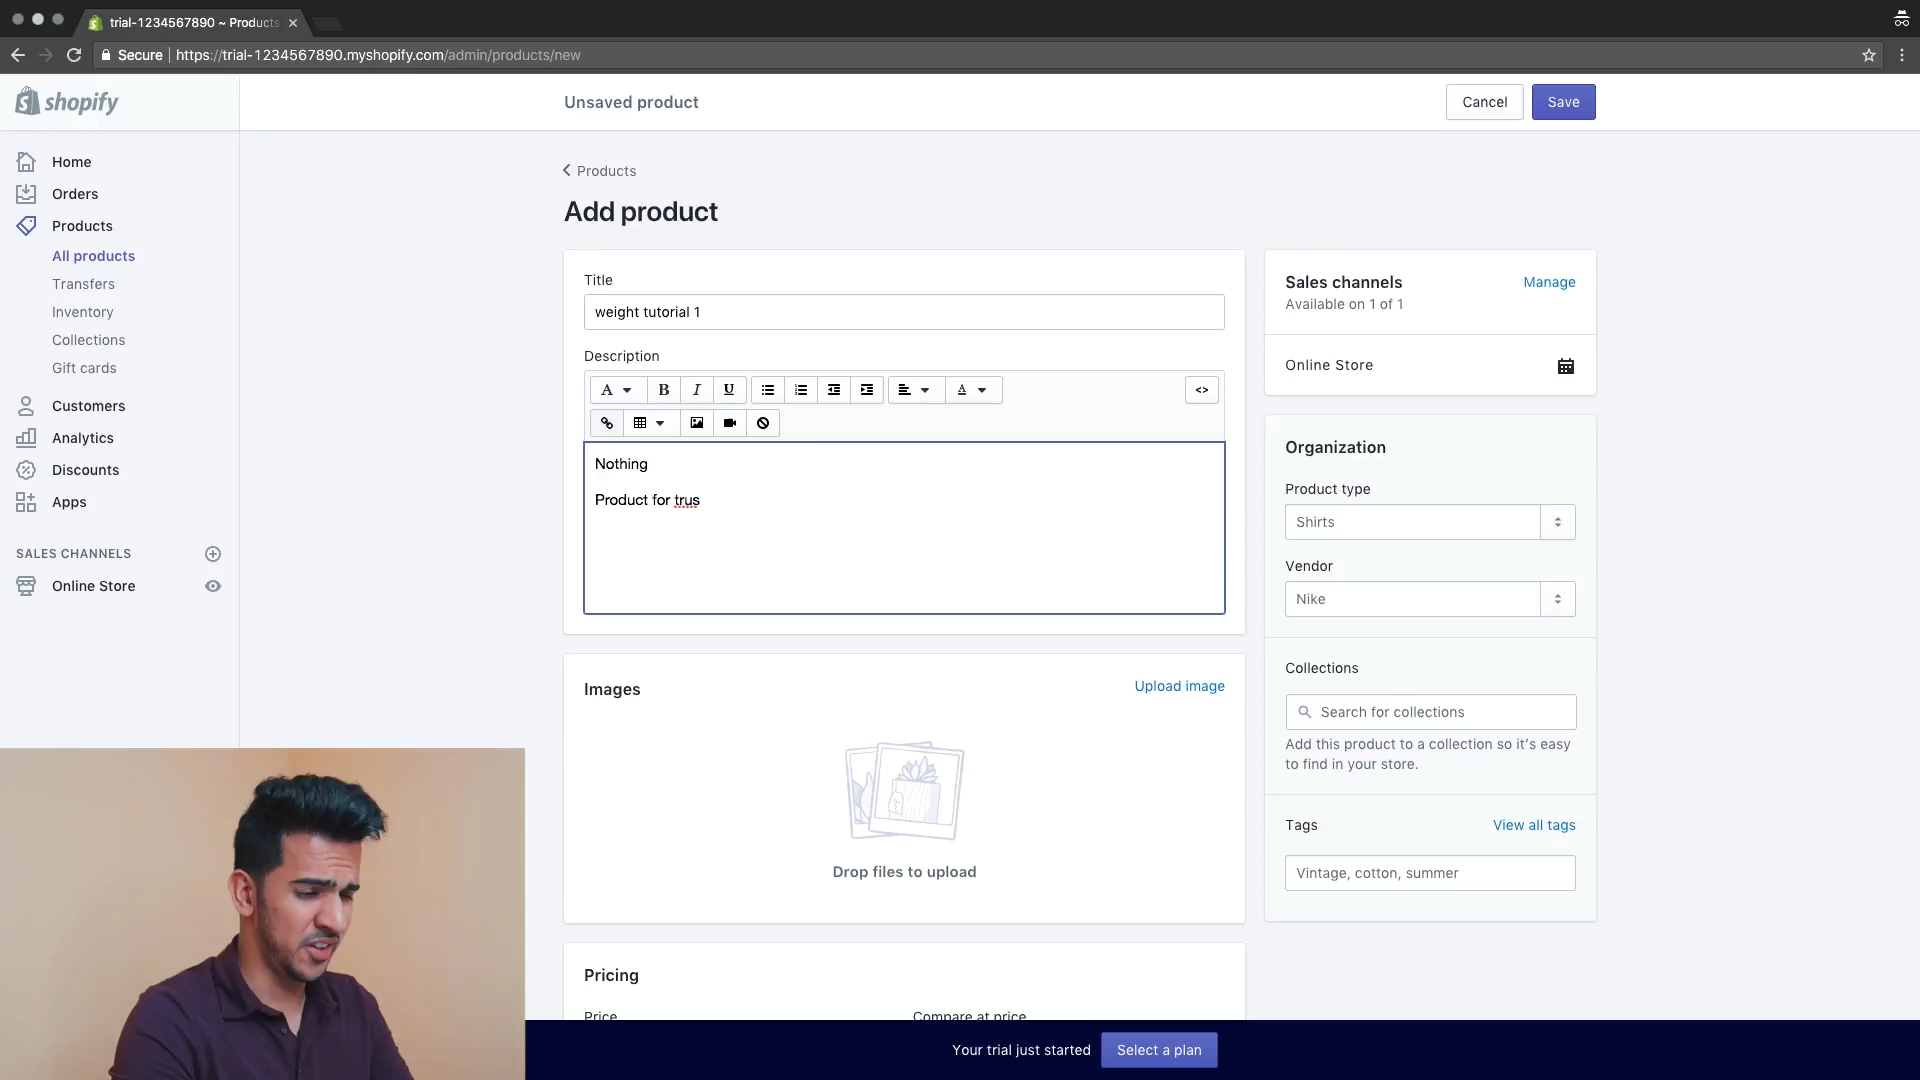 trial-1234567890 ~ Products
Secure
https://trial-1234567890.myshopify.com/admin/products/new
shopify
Unsaved product
Cancel
Save
Home
Orders
Products
All products
Transfers
Inventory
Collections
Gift cards
Customers
Analytics
Discounts
Apps
SALES CHANNELS
Online Store
Products
Add product
Title
weight tutorial 1
Description
A
B
I
U
A
<>
Nothing
Product for trus
Images
Upload image
Drop files to upload
Pricing
Price
Compare at price
Sales channels
Manage
Available on 1 of 1
Online Store
Organization
Product type
Shirts
Vendor
Nike
Collections
Search for collections
Add this product to a collection so it's easy
to find in your store.
Tags
View all tags
Vintage, cotton, summer
Your trial just started
Select a plan